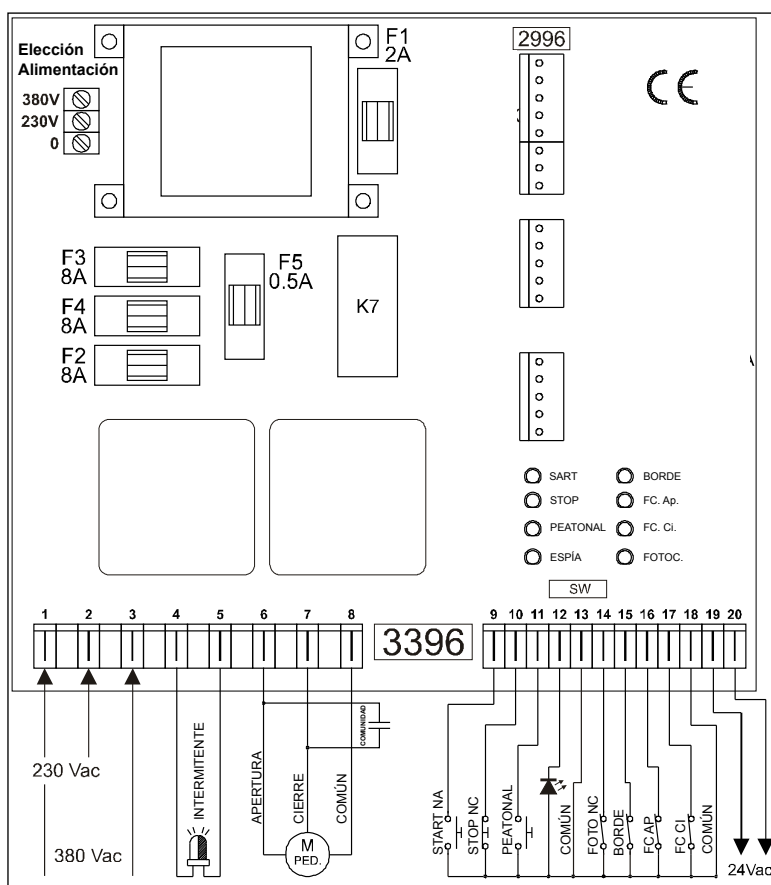 Elección
Alimentación
380V
230V
0
F1
2A
2996
CE
F3
8A
F4
8A
F2
8A
F5
0.5A
K7
SART
BORDE
STOP
FC. Ap.
PEATONAL
FC. Ci.
ESPÍA
FOTOC.
SW
1 2 3 4 5 6 7 8
3396
9 10 11 12 13 14 15 16 17 18 19 20
230 Vac
380 Vac
INTERMITENTE
APERTURA
CIERRE
COMÚN
COMUNIDAD
M
PED.
START NA
STOP NC
PEATONAL
COMÚN
FOTO NC
BORDE
FC AP
FC CI
COMÚN
24Vac